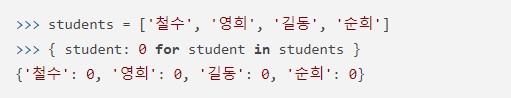 >>> students = ['철수', '영희', '길동', '순희']
>>> { student: 0 for student in students }
{'철수': 0, '영희': 0, '길동': 0, '순희': 0}